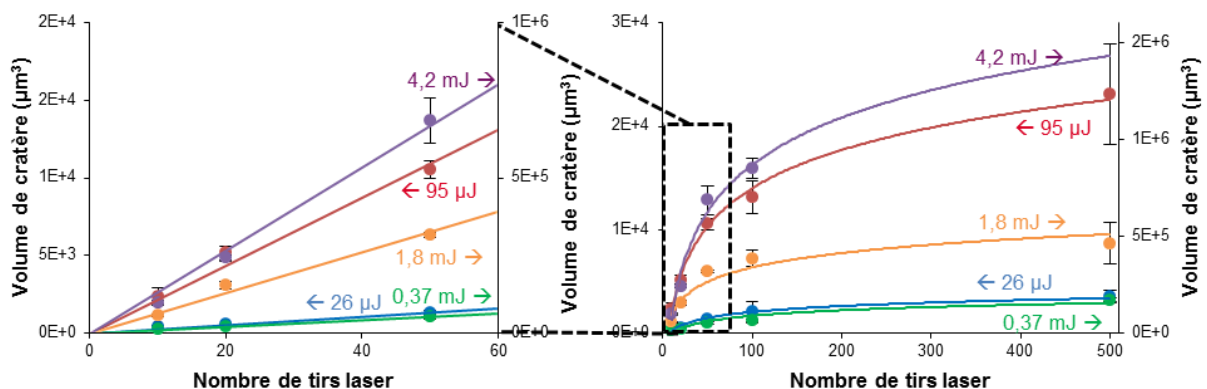 Volume de cratère (µm³)
2E+4
2E+4
1E+4
5E+3
0E+0
0
20
40
60
Nombre de tirs laser
4,2 mJ →
← 95 µJ
1,8 mJ →
← 26 µJ
0,37 mJ →
1E+6
5E+5
0E+0
Volume de cratère (µm³)
Volume de cratère (µm³)
3E+4
2E+4
1E+4
0E+0
0
100
200
300
400
500
Nombre de tirs laser
4,2 mJ →
← 95 µJ
1,8 mJ →
← 26 µJ
0,37 mJ →
2E+6
1E+6
5E+5
0E+0
Volume de cratère (µm³)